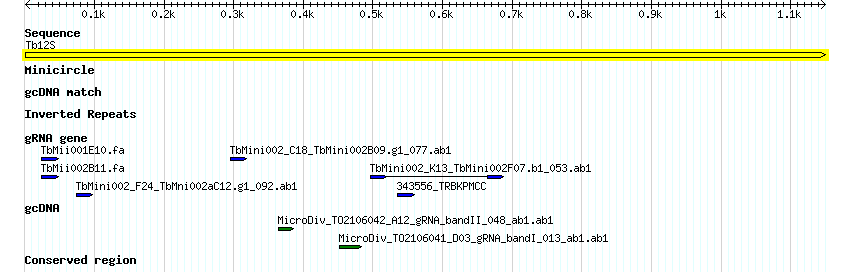 0.1k 0.2k 0.3k 0.4k 0.5k 0.6k 0.7k 0.8k 0.9k 1k 1.1k
Sequence
Tb12S
Minicircle
gcDNA match
Inverted Repeats
gRNA gene
TbMii001E10.fa TbMini002_C18_TbMini002B09.g1_077.ab1
TbMii002B11.fa TbMini002_K13_TbMini002F07.b1_053.ab1
TbMini002_F24_TbMni002aC12.g1_092.ab1 343556_TRBKPMCC
gcDNA
MicroDiv_TO2106042_A12_gRNA_bandII_048_ab1.ab1
MicroDiv_TO2106041_D03_gRNA_bandI_013_ab1.ab1
Conserved region